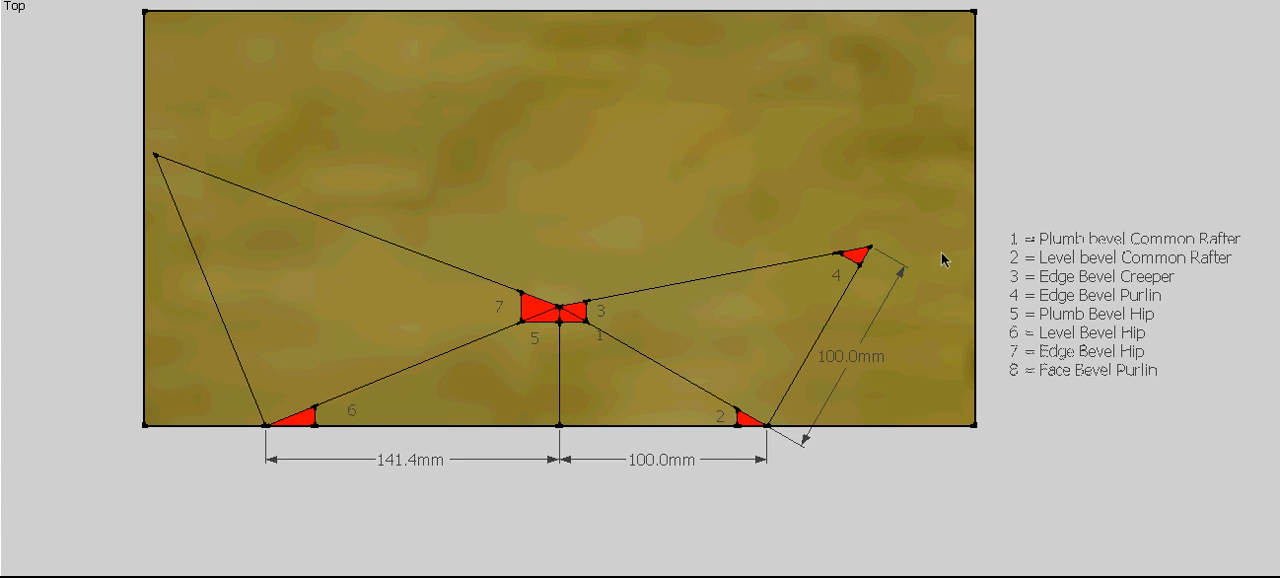 Top
1 = Plumb bevel Common Rafter
2 = Level bevel Common Rafter
3 = Edge Bevel Creeper
4 = Edge Bevel Purlin
5 = Plumb Bevel Hip
6 = Level Bevel Hip
7 = Edge Bevel Hip
8 = Face Bevel Purlin
4
7
3
5
1
100.0mm
6
2
141.4mm
100.0mm